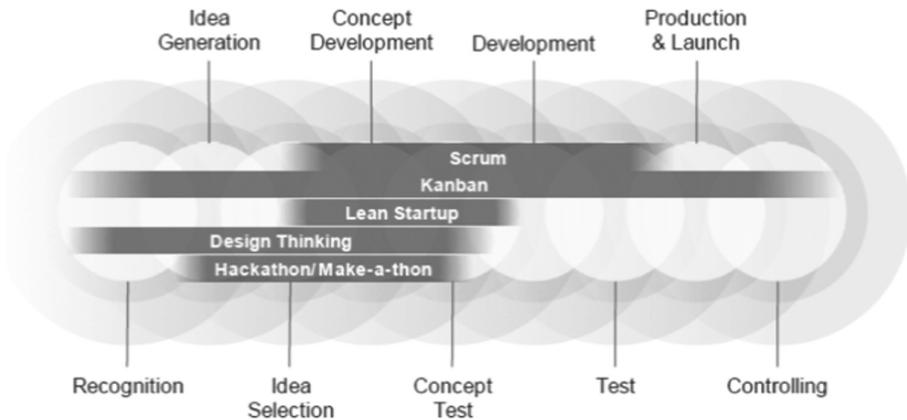 Idea
Generation
Concept
Development
Development
Production
& Launch
Scrum
Kanban
Lean Startup
Design Thinking
Hackathon/Make-a-thon
Recognition
Idea
Selection
Concept
Test
Test
Controlling